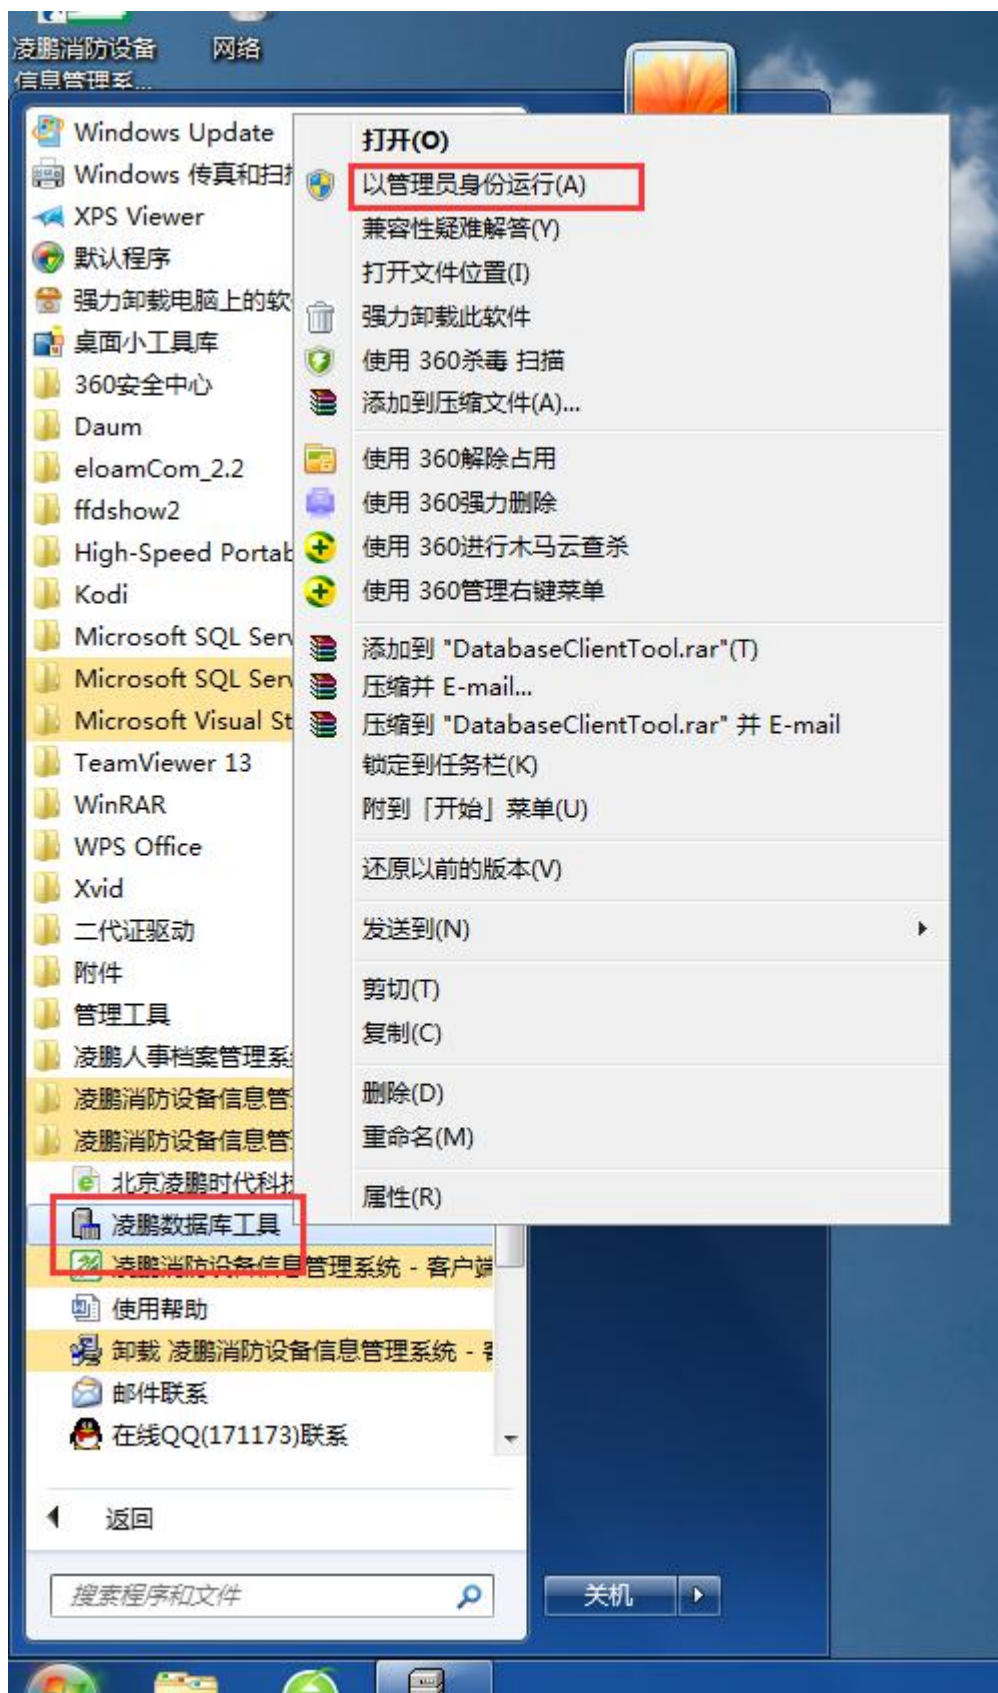 凌鹏消防设备
信息管理系...
网络
Windows Update
Windows 传真和扫
XPS Viewer
默认程序
强力卸载电脑上的软
桌面小工具库
360安全中心
Daum
eloamCom_2.2
ffdshow2
High-Speed Portab
Kodi
Microsoft SQL Serv
Microsoft SQL Serv
Microsoft Visual St
TeamViewer 13
WinRAR
WPS Office
Xvid
二代证驱动
附件
管理工具
凌鹏人事档案管理系
凌鹏消防设备信息管
凌鹏消防设备信息管
北京凌鹏时代科技
凌鹏数据库工具
凌鹏消防设备信息管理系统 - 客户端
使用帮助
卸载 凌鹏消防设备信息管理系统 - 客
邮件联系
在线QQ(171173)联系
返回
搜索程序和文件
关机
打开(O)
以管理员身份运行(A)
兼容性疑难解答(Y)
打开文件位置(I)
强力卸载此软件
使用 360杀毒 扫描
添加到压缩文件(A)...
使用 360解除占用
使用 360强力删除
使用 360进行木马云查杀
使用 360管理右键菜单
添加到 "DatabaseClientTool.rar"(T)
压缩并 E-mail...
压缩到 "DatabaseClientTool.rar" 并 E-mail
锁定到任务栏(K)
附到「开始」菜单(U)
还原以前的版本(V)
发送到(N)
剪切(T)
复制(C)
删除(D)
重命名(M)
属性(R)